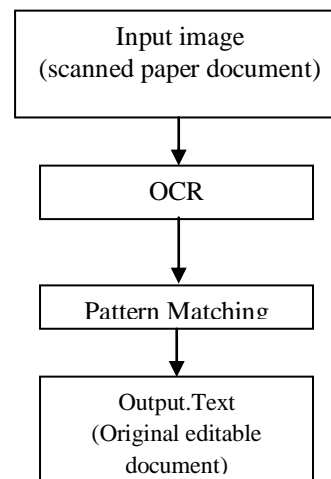 Input image
(scanned paper document)
OCR
Pattern Matching
Output.Text
(Original editable
document)